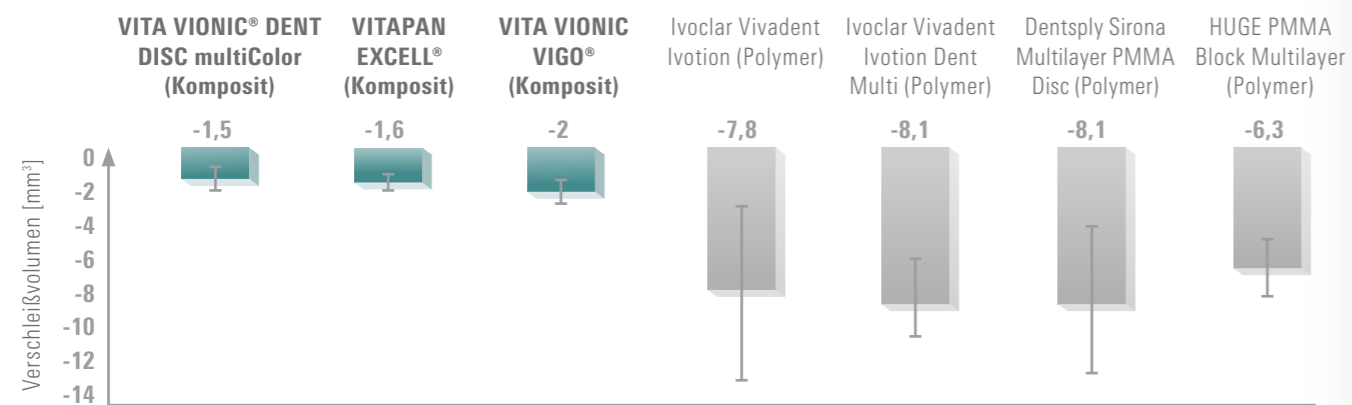 VITA VIONIC® DENT
DISC multiColor
(Komposit)
VITAPAN
EXCELL®
(Komposit)
VITA VIONIC
VIGO®
(Komposit)
Ivoclar Vivadent
Ivotion (Polymer)
Ivoclar Vivadent
Ivotion Dent
Multi (Polymer)
Dentsply Sirona
Multilayer PMMA
Disc (Polymer)
HUGE PMMA
Block Multilayer
(Polymer)
-1,5
-1,6
-2
-7,8
-8,1
-8,1
-6,3
Verschleißvolumen [mm³]
0
-2
-4
-6
-8
-10
-12
-14